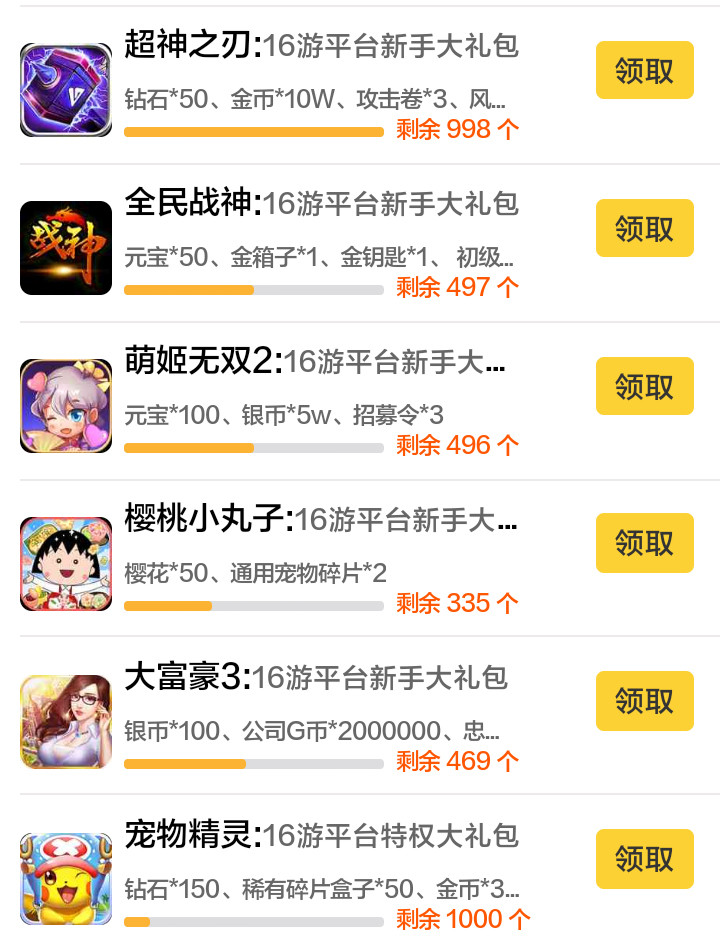 超神之刃:16游平台新手大礼包
领取
钻石*50、金币*10W、攻击卷*3、风...
剩余 998 个
战神
全民战神:16游平台新手大礼包
领取
元宝*50、金箱子*1、金钥匙*1、 初级...
剩余 497 个
萌姬无双2:16游平台新手大...
领取
元宝*100、银币*5w、招募令*3
剩余 496 个
樱桃小丸子:16游平台新手大...
领取
樱花*50、通用宠物碎片*2
剩余 335 个
大富豪3:16游平台新手大礼包
领取
银币*100、公司G币*2000000、忠...
剩余 469 个
宠物精灵:16游平台特权大礼包
领取
钻石*150、稀有碎片盒子*50、金币*3...
剩余 1000 个